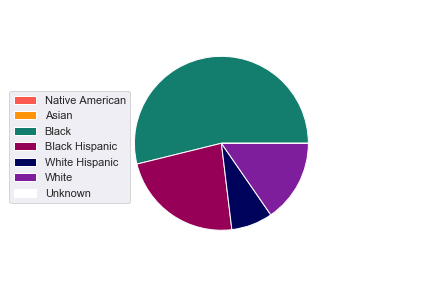 Native American
Asian
Black
Black Hispanic
White Hispanic
White
Unknown